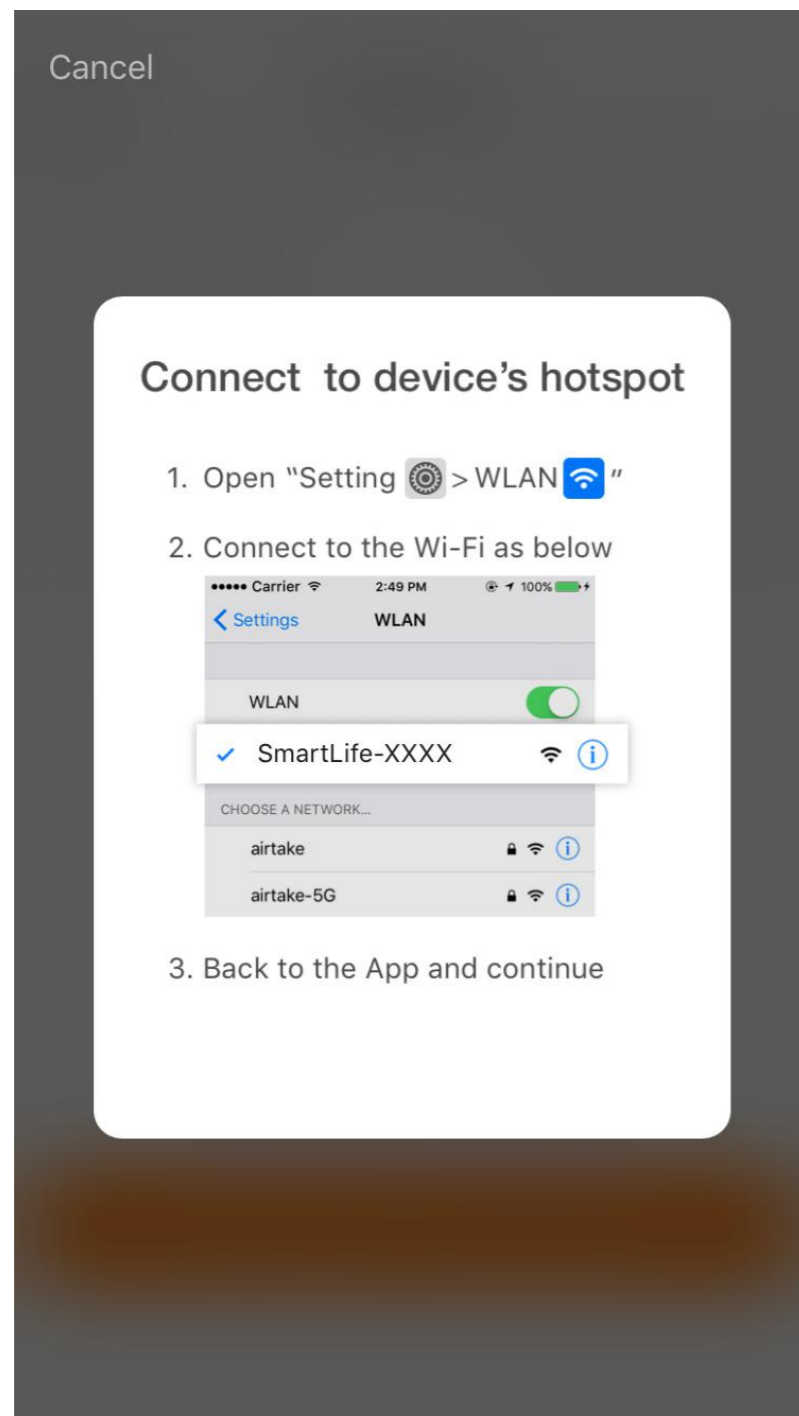 Cancel
Connect to device's hotspot
1. Open “Setting > WLAN ”
2. Connect to the Wi-Fi as below
Carrier 2:49 PM 100%
Settings WLAN
WLAN
SmartLife-XXXX
CHOOSE A NETWORK...
airtake
airtake-5G
3. Back to the App and continue